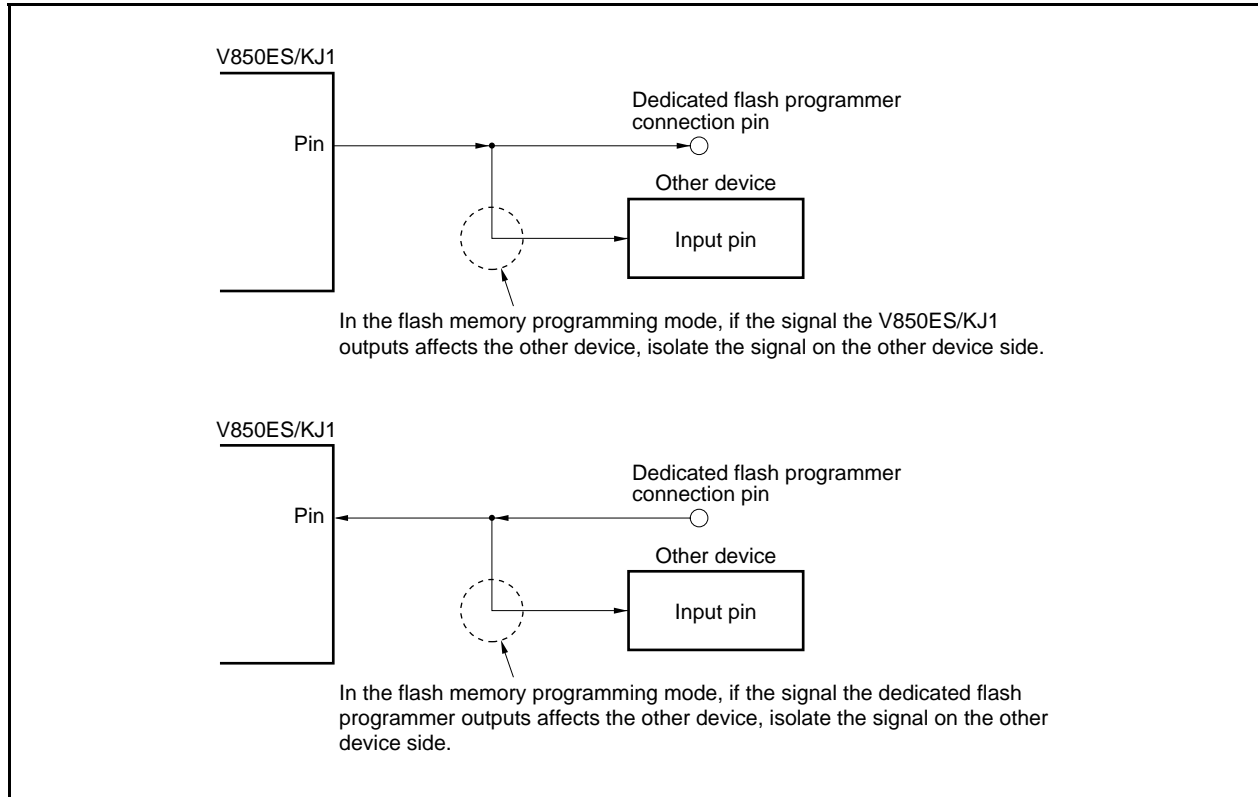 V850ES/KJ1
Dedicated flash programmer
connection pin
Pin
Other device
Input pin
In the flash memory programming mode, if the signal the V850ES/KJ1
outputs affects the other device, isolate the signal on the other device side.
V850ES/KJ1
Dedicated flash programmer
connection pin
Pin
Other device
Input pin
In the flash memory programming mode, if the signal the dedicated flash
programmer outputs affects the other device, isolate the signal on the other
device side.